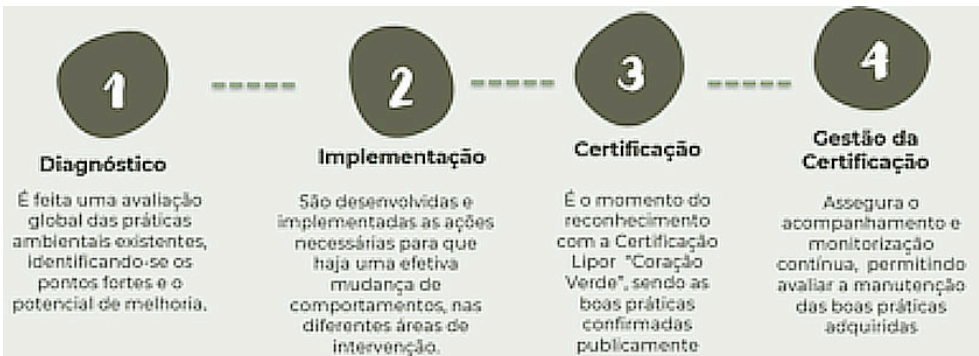 1
Diagnóstico
É feita uma avaliação
global das práticas
ambientais existentes,
identificando-se os
pontos fortes e o
potencial de melhoria.
2
Implementação
São desenvolvidas e
implementadas as ações
necessárias para que
haja uma efetiva
mudança de
comportamentos, nas
diferentes áreas de
intervenção.
3
Certificação
É o momento do
reconhecimento
com a Certificação
Lipor "Coração
Verde", sendo as
boas práticas
confirmadas
publicamente
4
Gestão da
Certificação
Assegura o
acompanhamento e
monitorização
contínua, permitindo
avaliar a manutenção
das boas práticas
adquiridas